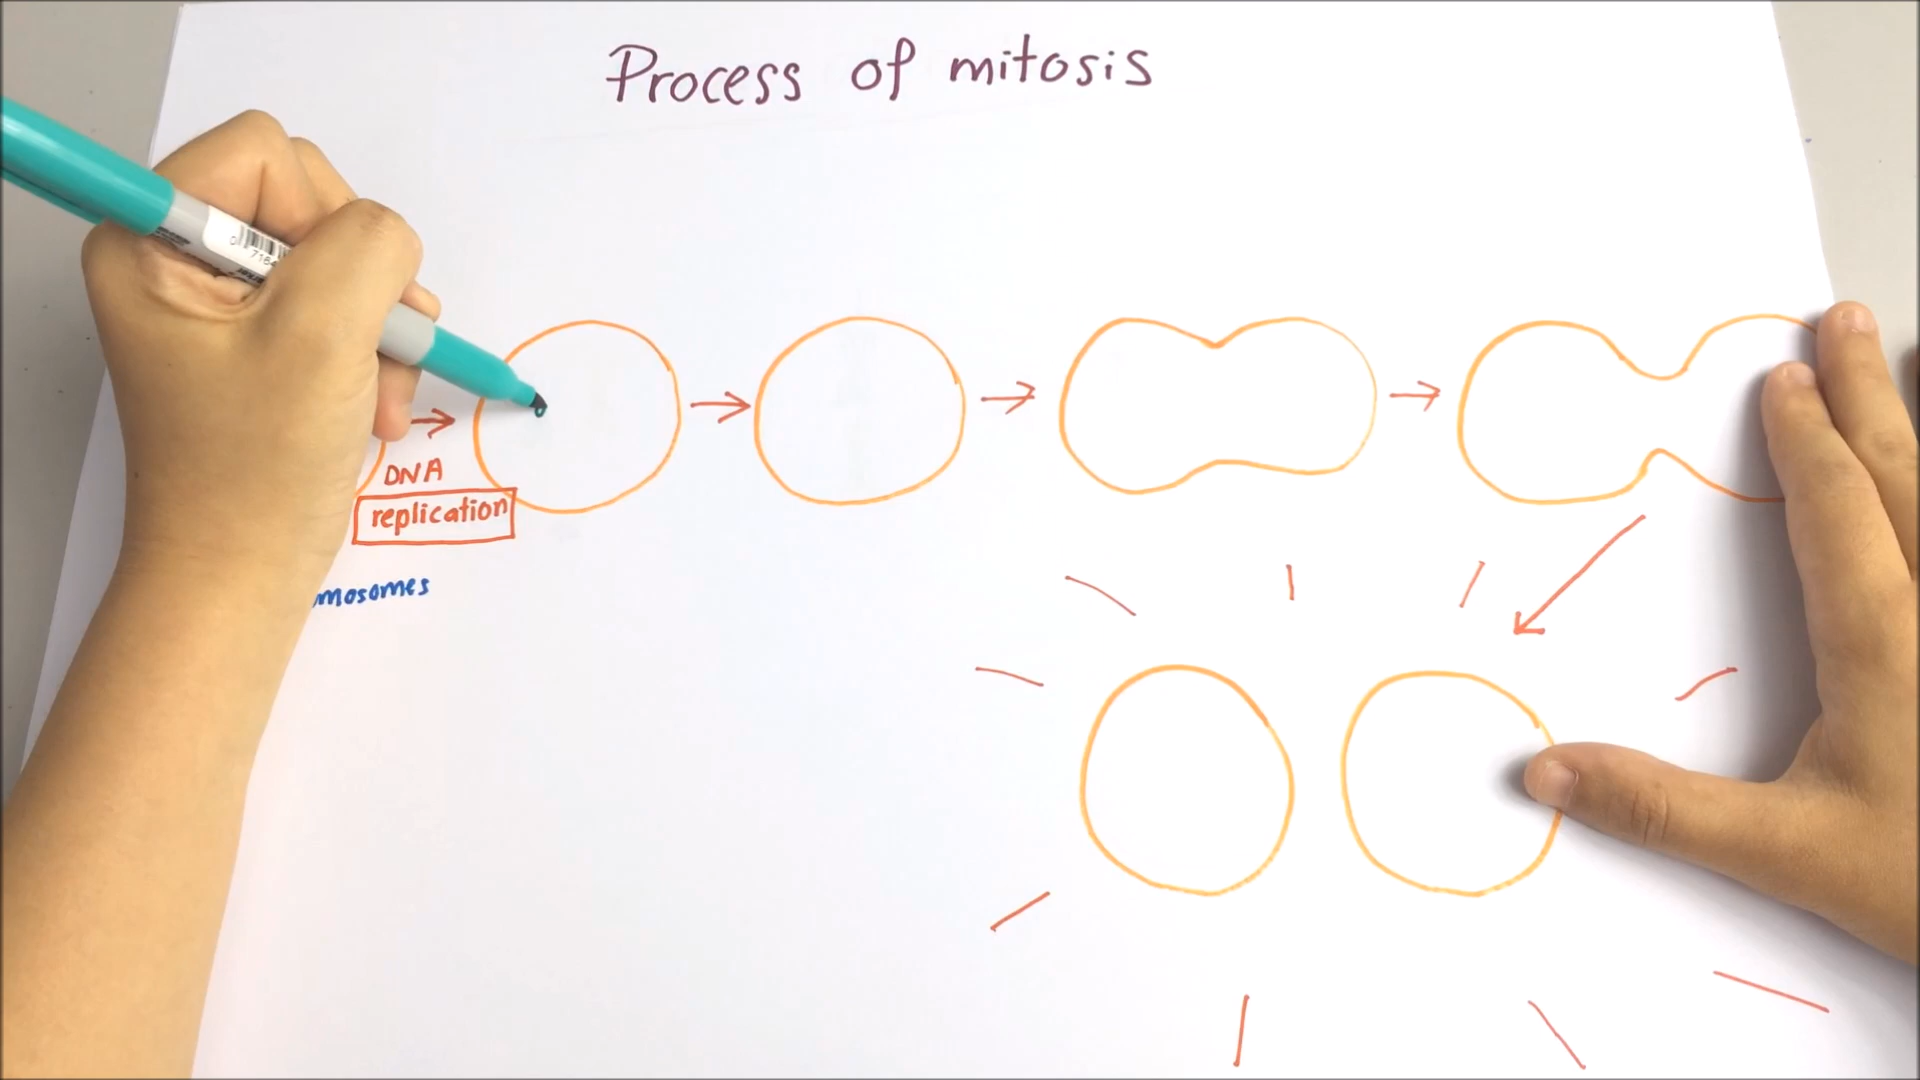 Process of mitosis
DNA
replication
mosomes